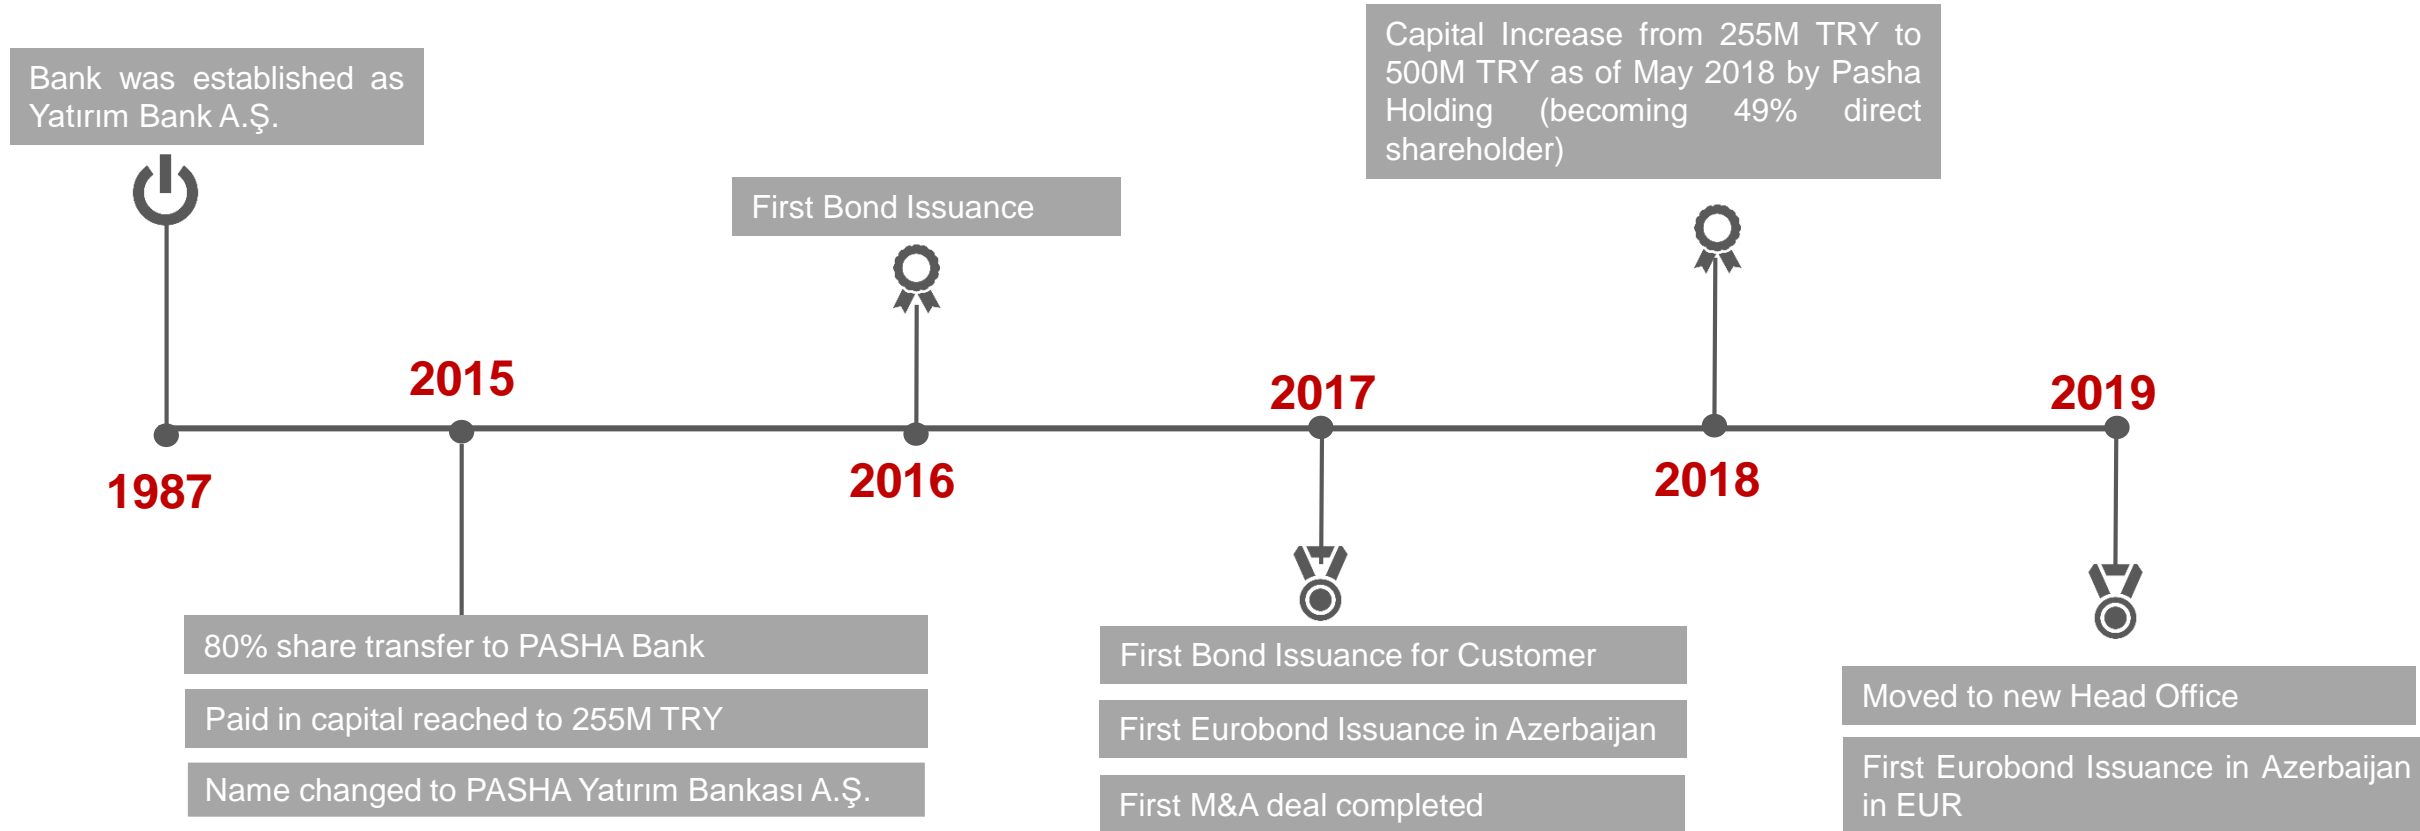 Bank was established as
Yatırım Bank A.Ş.
1987
2015
80% share transfer to PASHA Bank
Paid in capital reached to 255M TRY
Name changed to PASHA Yatırım Bankası A.Ş.
First Bond Issuance
2016
2017
First Bond Issuance for Customer
First Eurobond Issuance in Azerbaijan
First M&A deal completed
Capital Increase from 255M TRY to
500M TRY as of May 2018 by Pasha
Holding (becoming 49% direct
shareholder)
2018
2019
Moved to new Head Office
First Eurobond Issuance in Azerbaijan
in EUR